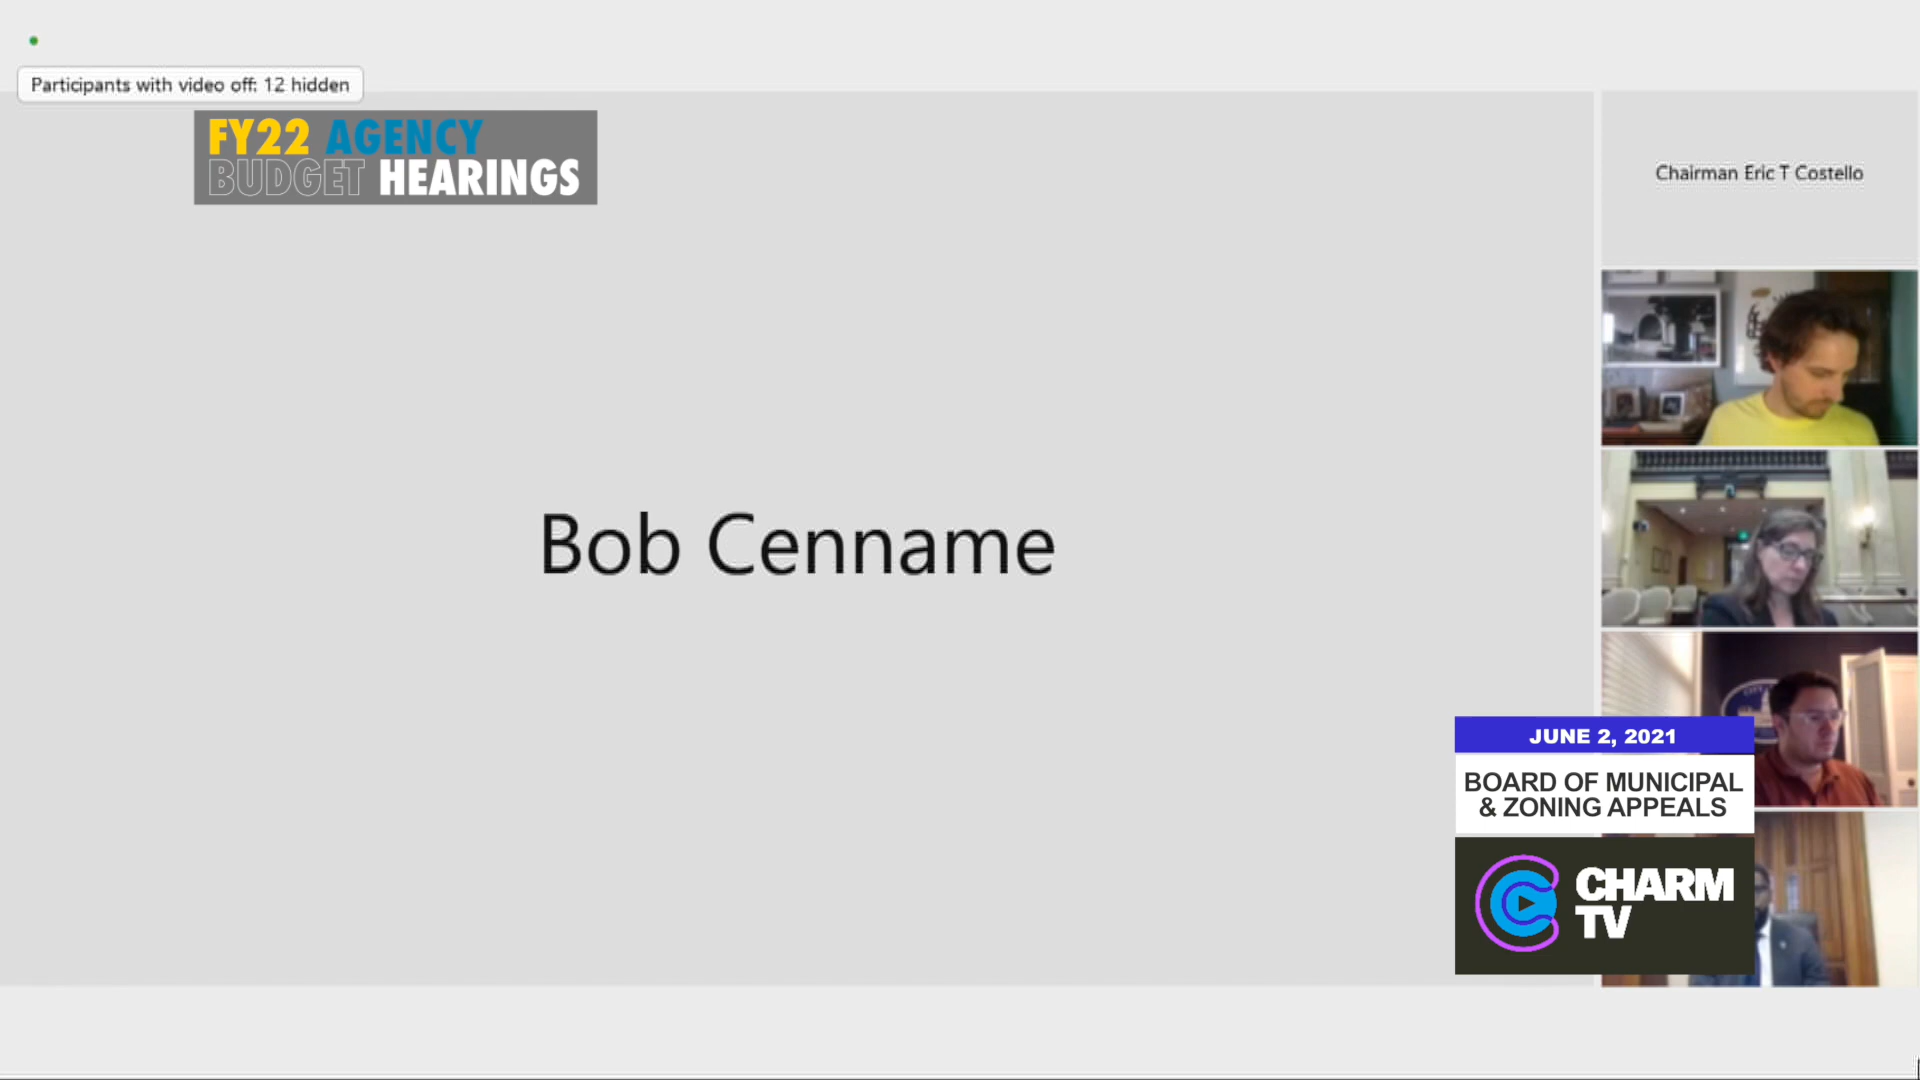 Participants with video off: 12 hidden
FY22 AGENCY
BUDGET HEARINGS
Chairman Eric T Costello
Bob Cenname
JUNE 2, 2021
BOARD OF MUNICIPAL
& ZONING APPEALS
CHARM
TV